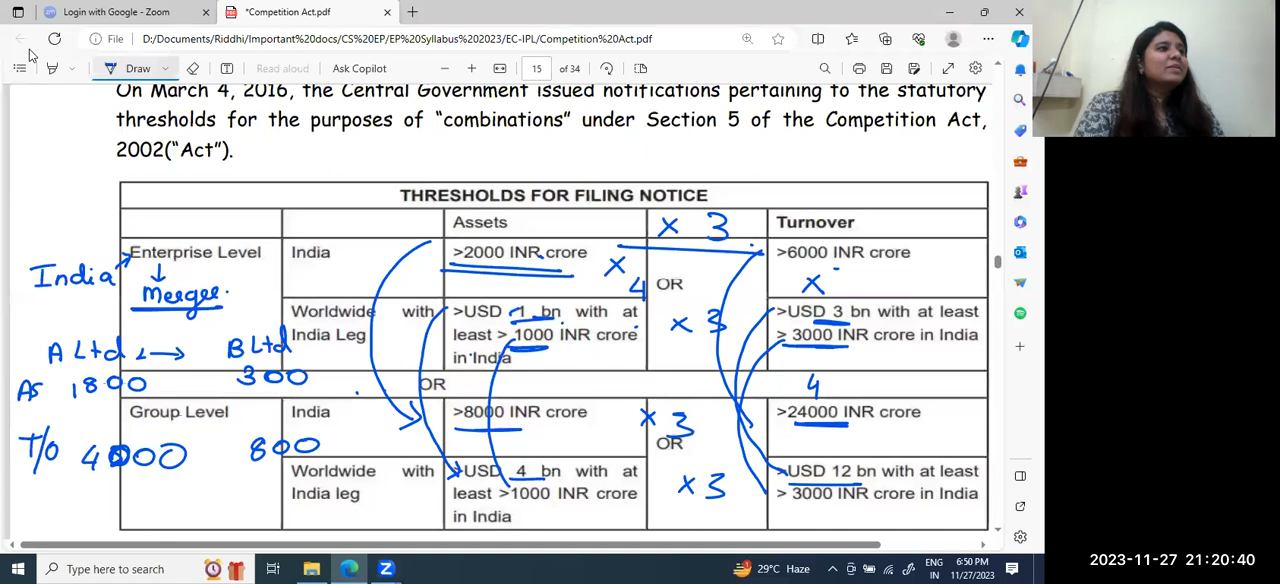 Login with Google - Zoom
*Competition Act.pdf
File
D:/Documents/Riddhi/Important%20docs/CS%20EP/EP%20Syllabus%202023/EC-IPL/Competition%20Act.pdf
Draw
Read aloud
Ask Copilot
15
of 34
On March 4, 2016, the Central Government issued notifications pertaining to the statutory
thresholds for the purposes of “combinations” under Section 5 of the Competition Act,
2002(“Act”).
THRESHOLDS FOR FILING NOTICE
Assets
x 3
Turnover
Enterprise Level
India
>2000 INR crore
OR
>6000 INR crore
India
Merger
x 4
x
Worldwide with
India Leg
>USD 1 bn with at
least > 1000 INR crore
in India
x 3
>USD 3 bn with at least
> 3000 INR crore in India
A Ltd
B Ltd
As 1800
300
OR
4
Group Level
India
>8000 INR crore
x 3
OR
>24000 INR crore
T/O 4000
800
Worldwide with
India leg
>USD 4 bn with at
least >1000 INR crore
in India
x 3
>USD 12 bn with at least
> 3000 INR crore in India
Type here to search
29°C Haze
ENG
IN
6:50 PM
11/27/2023
2023-11-27 21:20:40